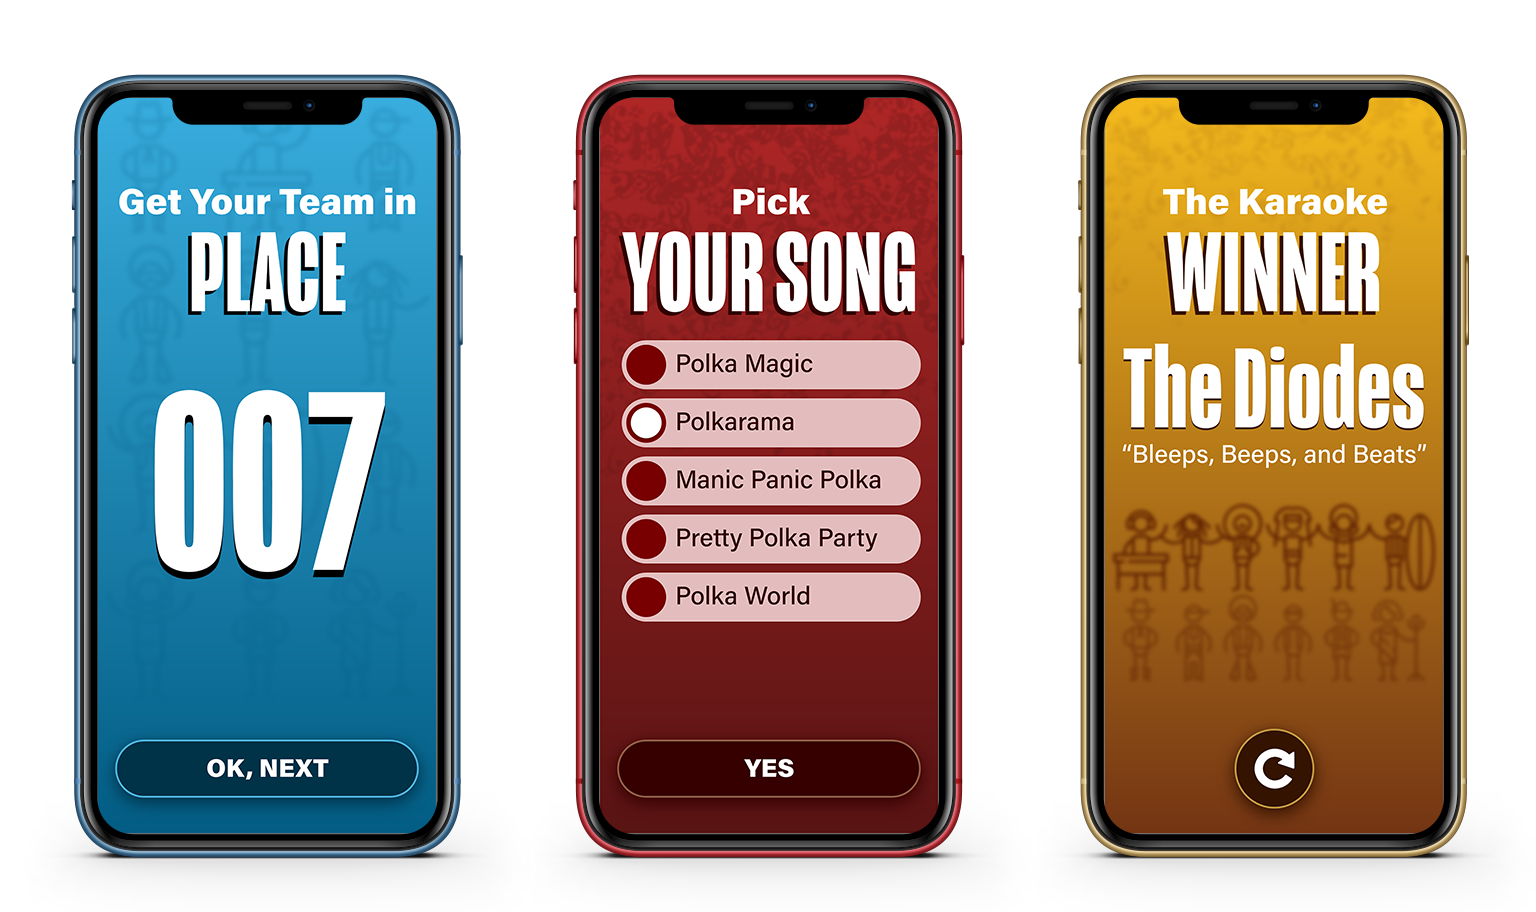 Get Your Team in
PLACE
007
OK, NEXT
Pick
YOUR SONG
Polka Magic
Polkarama
Manic Panic Polka
Pretty Polka Party
Polka World
YES
The Karaoke
WINNER
The Diodes
“Bleeps, Beeps, and Beats”